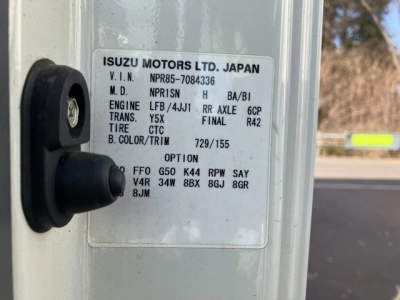 ISUZU MOTORS LTD. JAPAN
V.I.N. NPR85-7084336
M.D. NPR1SN H BA/BI
ENGINE LFB/4JJ1 RR AXLE 6CP
TRANS. Y5X FINAL R42
TIRE CTC
B.COLOR/TRIM 729/155
OPTION
FFO G50 K44 RPW SAY
V4R 34W 8BX 8GJ 8GR
8JM